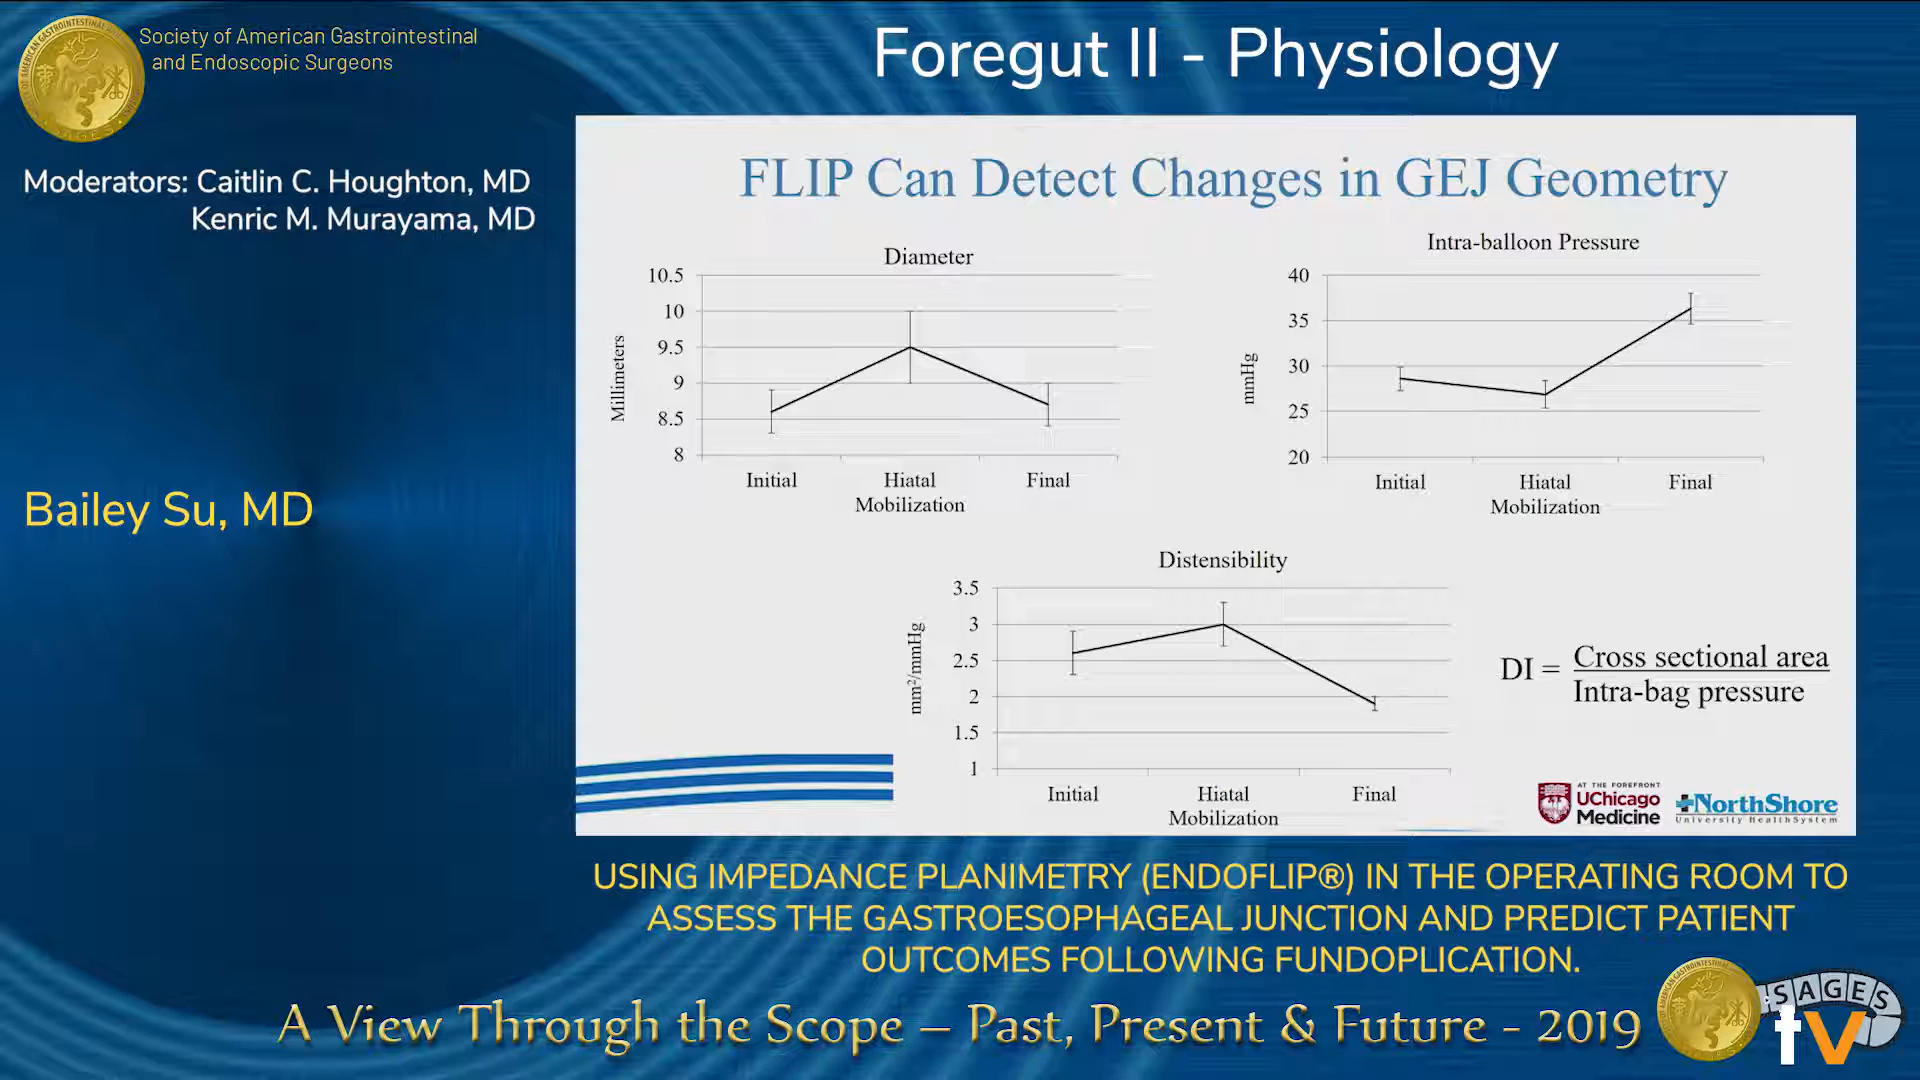 Society of American Gastrointestinal
and Endoscopic Surgeons
Foregut II - Physiology
Moderators: Caitlin C. Houghton, MD
Kenric M. Murayama, MD
Bailey Su, MD
FLIP Can Detect Changes in GEJ Geometry
Diameter
Millimeters
10.5
10
9.5
9
8.5
8
Initial
Hiatal
Mobilization
Final
Intra-balloon Pressure
mmHg
40
35
30
25
20
Initial
Hiatal
Mobilization
Final
Distensibility
mm²/mmHg
3.5
3
2.5
2
1.5
1
Initial
Hiatal
Mobilization
Final
DI = Cross sectional area
Intra-bag pressure
AT THE FOREFRONT
UChicago
Medicine
NorthShore
University HealthSystem
USING IMPEDANCE PLANIMETRY (ENDOFLIP®) IN THE OPERATING ROOM TO
ASSESS THE GASTROESOPHAGEAL JUNCTION AND PREDICT PATIENT
OUTCOMES FOLLOWING FUNDOPLICATION.
A View Through the Scope – Past, Present & Future - 2019
SAGES
tv